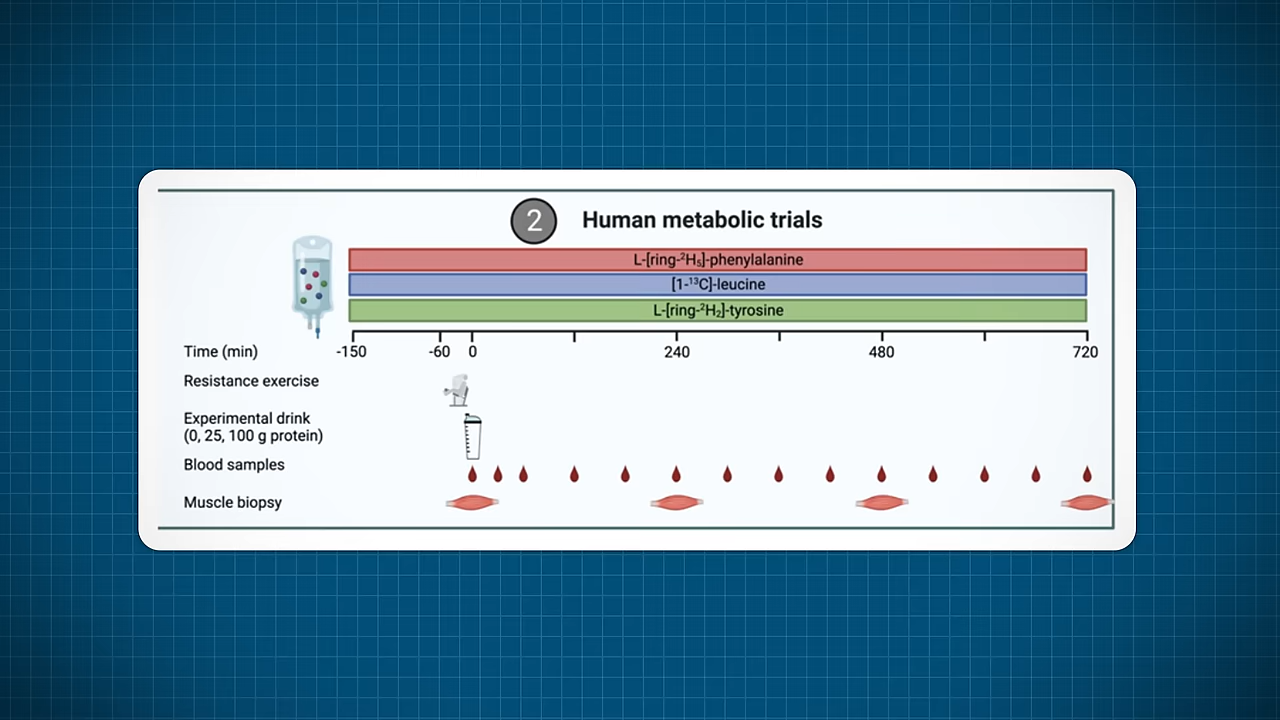 2
Human metabolic trials
L-[ring-²H₅]-phenylalanine
[1-¹³C]-leucine
L-[ring-²H₂]-tyrosine
Time (min) -150 -60 0 240 480 720
Resistance exercise
Experimental drink
(0, 25, 100 g protein)
Blood samples
Muscle biopsy